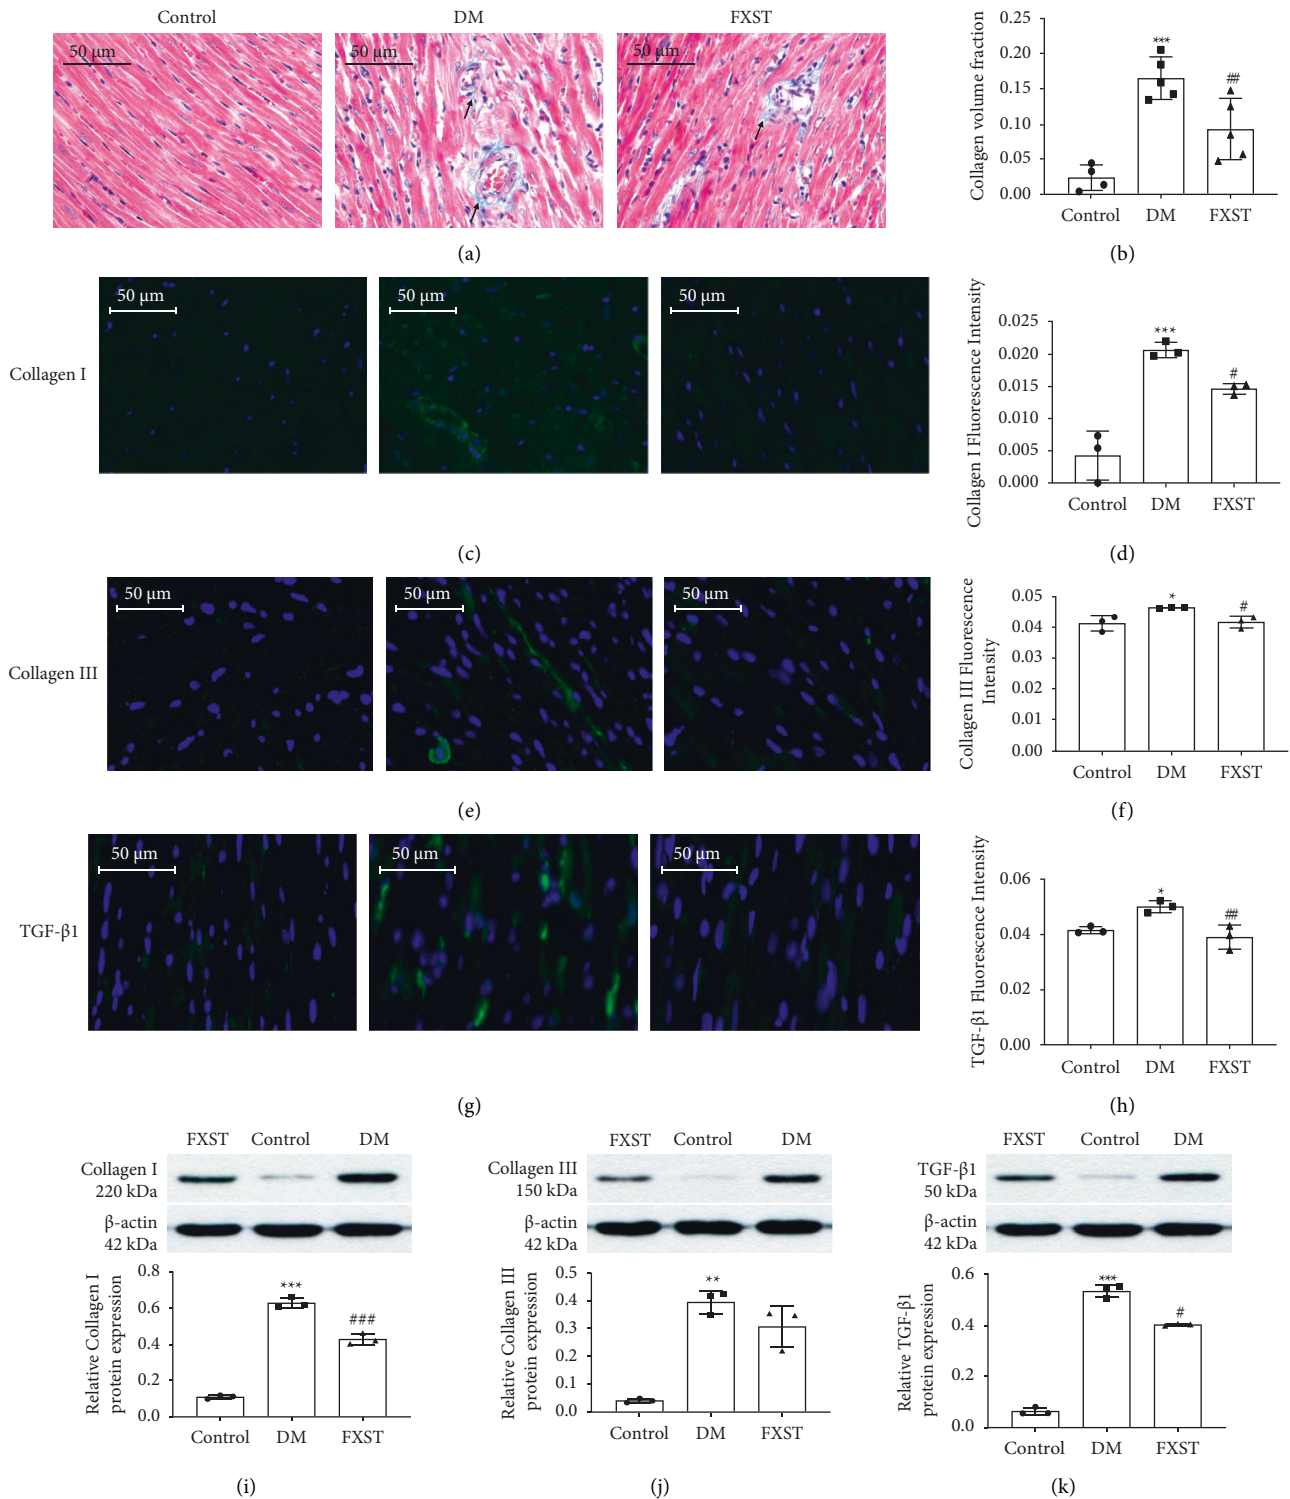 Control DM FXST
50 µm 50 µm 50 µm
(a)
Collagen volume fraction
0.25
0.20
0.15
0.10
0.05
0.00
***
##
Control DM FXST
(b)
Collagen I
50 µm 50 µm 50 µm
(c)
Collagen I Fluorescence Intensity
0.025
0.020
0.015
0.010
0.005
0.000
***
#
Control DM FXST
(d)
Collagen III
50 µm 50 µm 50 µm
(e)
Collagen III Fluorescence
Intensity
0.05
0.04
0.03
0.02
0.01
0.00
*
#
Control DM FXST
(f)
TGF-β1
50 µm 50 µm 50 µm
(g)
TGF-β1 Fluorescence Intensity
0.06
0.04
0.02
0.00
*
##
Control DM FXST
(h)
FXST Control DM
Collagen I
220 kDa
β-actin
42 kDa
Relative Collagen I
protein expression
0.8
0.6
0.4
0.2
0.0
***
###
Control DM FXST
(i)
FXST Control DM
Collagen III
150 kDa
β-actin
42 kDa
Relative Collagen III
protein expression
0.5
0.4
0.3
0.2
0.1
0.0
**
Control DM FXST
(j)
FXST Control DM
TGF-β1
50 kDa
β-actin
42 kDa
Relative TGF-β1
protein expression
0.6
0.4
0.2
0.0
***
#
Control DM FXST
(k)